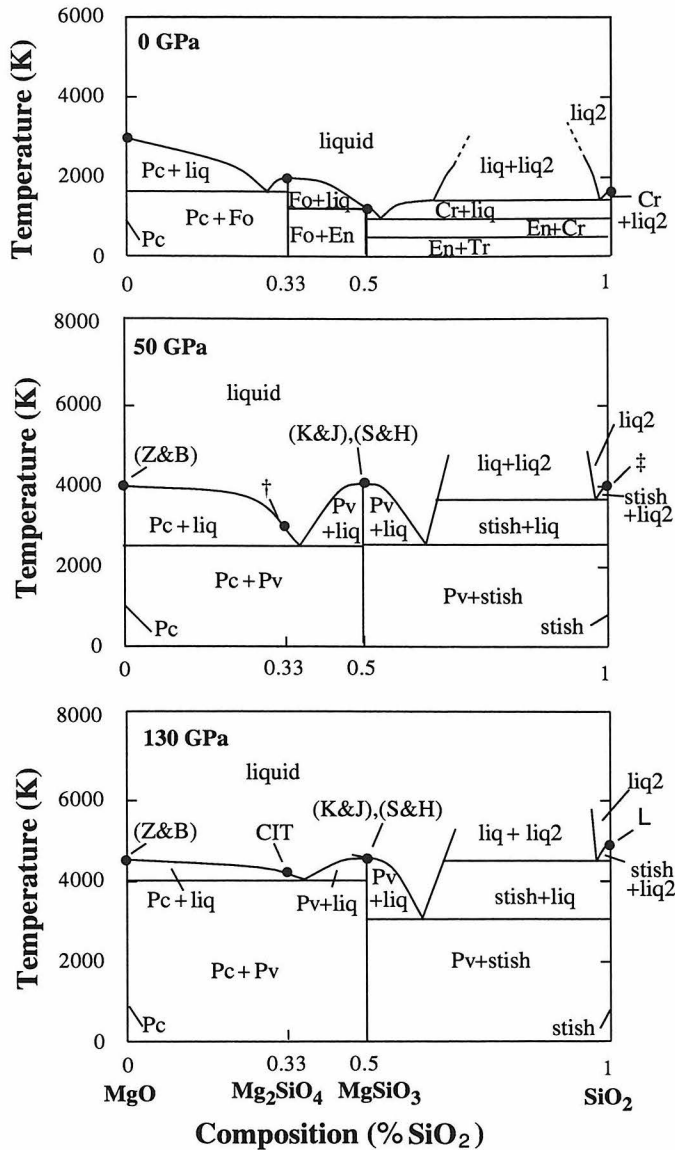 Temperature (K)
6000
4000
2000
0
0 GPa
liquid
liq2
liq+liq2
Pc+liq
Fo+liq
Cr+liq
Cr
+liq2
Pc+Fo
Fo+En
En+Cr
En+Tr
Pc
0
0.33
0.5
1
Temperature (K)
8000
6000
4000
2000
0
50 GPa
liquid
(K&J),(S&H)
(Z&B)
†
liq+liq2
liq2
‡
Pc+liq
Pv
+liq
Pv
+liq
stish+liq
stish
+liq2
Pc+Pv
Pv+stish
Pc
stish
0
0.33
0.5
1
Temperature (K)
8000
6000
4000
2000
0
130 GPa
liquid
(K&J),(S&H)
(Z&B)
CIT
liq + liq2
liq2
L
Pc+liq
Pv+liq
Pv
+liq
stish+liq
stish
+liq2
Pc+Pv
Pv+stish
Pc
stish
0
0.33
0.5
1
MgO
Mg₂SiO₄
MgSiO₃
SiO₂
Composition (% SiO₂)